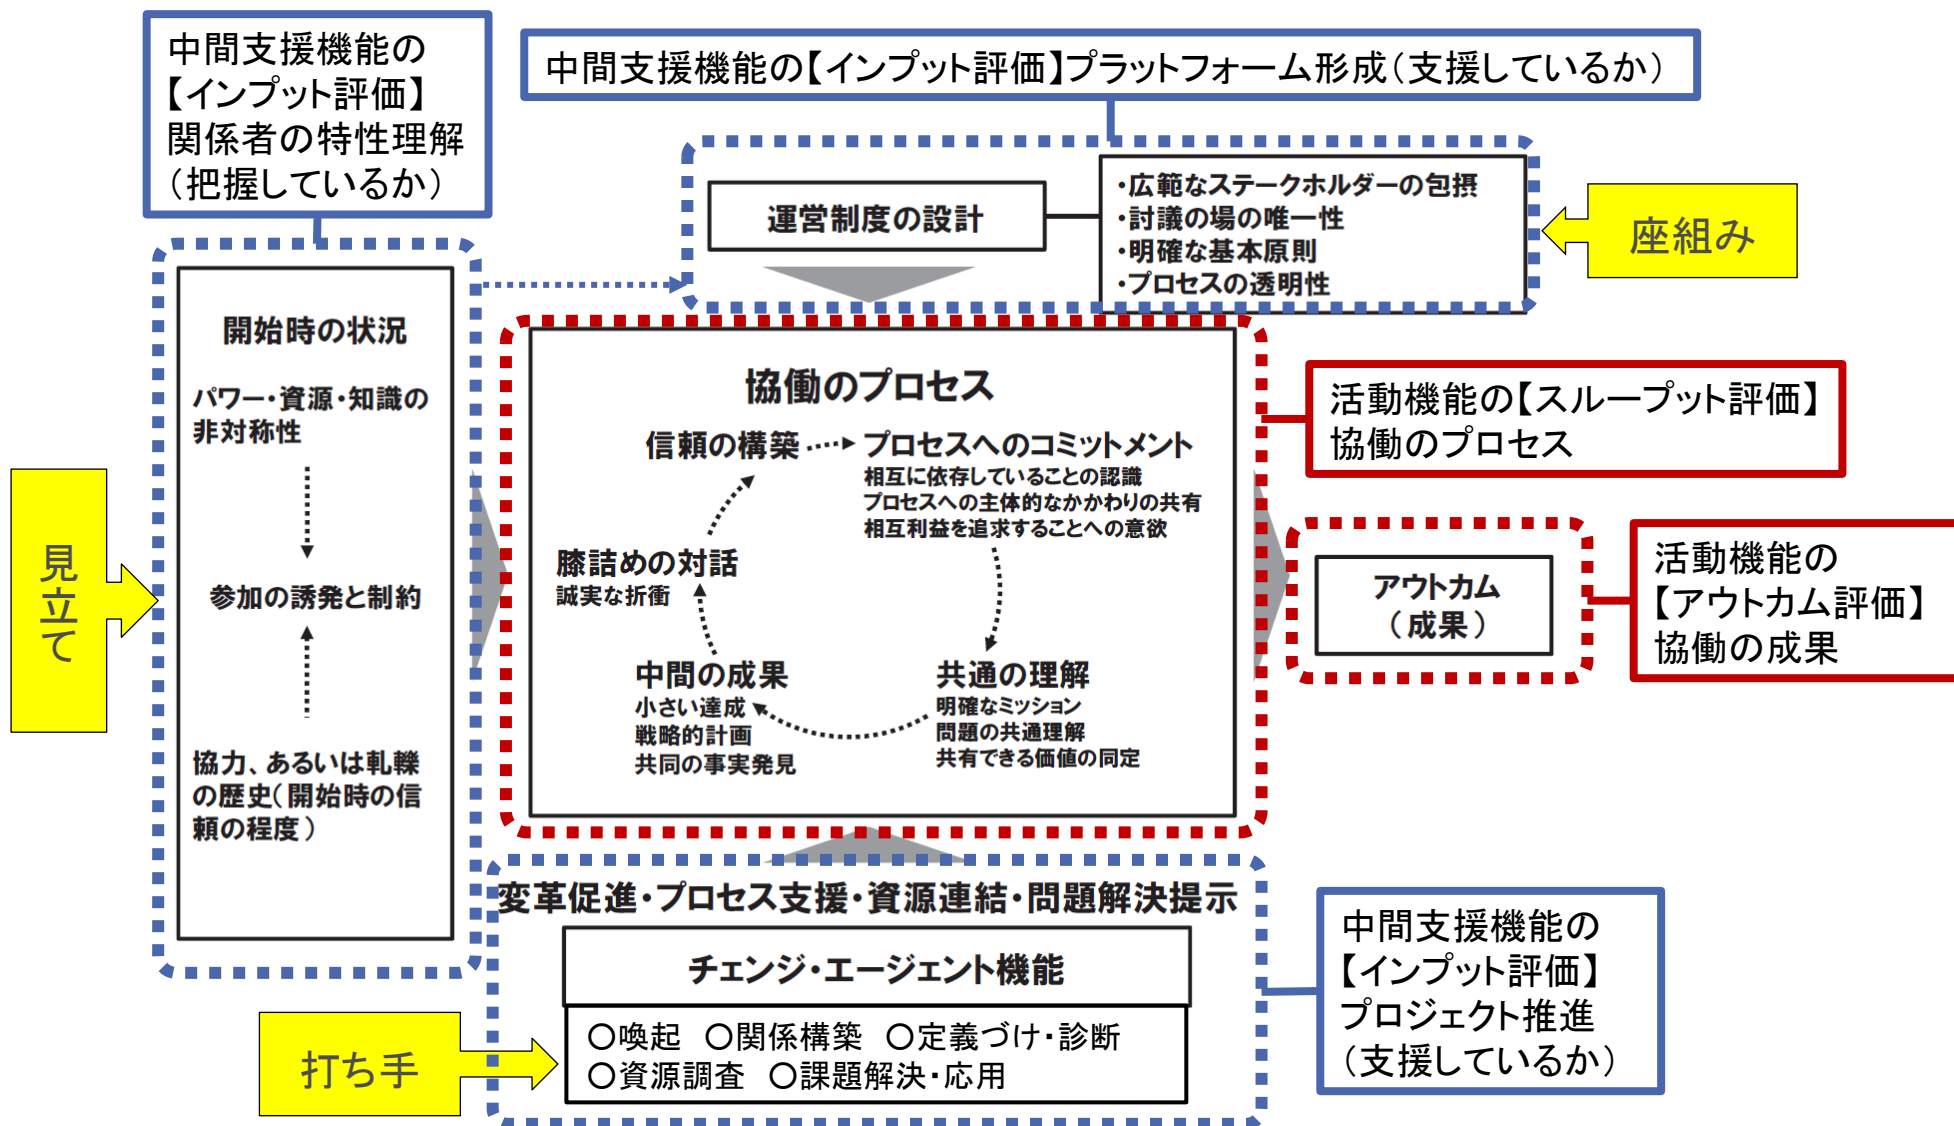 中間支援機能の
【インプット評価】
関係者の特性理解
（把握しているか）
中間支援機能の【インプット評価】プラットフォーム形成（支援しているか）
運営制度の設計
・広範なステークホルダーの包摂
・討議の場の唯一性
・明確な基本原則
・プロセスの透明性
座組み
開始時の状況
パワー・資源・知識の
非対称性
参加の誘発と制約
協力、あるいは軋轢
の歴史（開始時の信
頼の程度）
見立て
協働のプロセス
信頼の構築
プロセスへのコミットメント
相互に依存していることの認識
プロセスへの主体的なかかわりの共有
相互利益を追求することへの意欲
膝詰めの対話
誠実な折衝
中間の成果
小さい達成
戦略的計画
共同の事実発見
共通の理解
明確なミッション
問題の共通理解
共有できる価値の同定
活動機能の【スループット評価】
協働のプロセス
アウトカム
（成果）
活動機能の
【アウトカム評価】
協働の成果
変革促進・プロセス支援・資源連結・問題解決提示
チェンジ・エージェント機能
〇喚起 〇関係構築 〇定義づけ・診断
〇資源調査 〇課題解決・応用
打ち手
中間支援機能の
【インプット評価】
プロジェクト推進
（支援しているか）